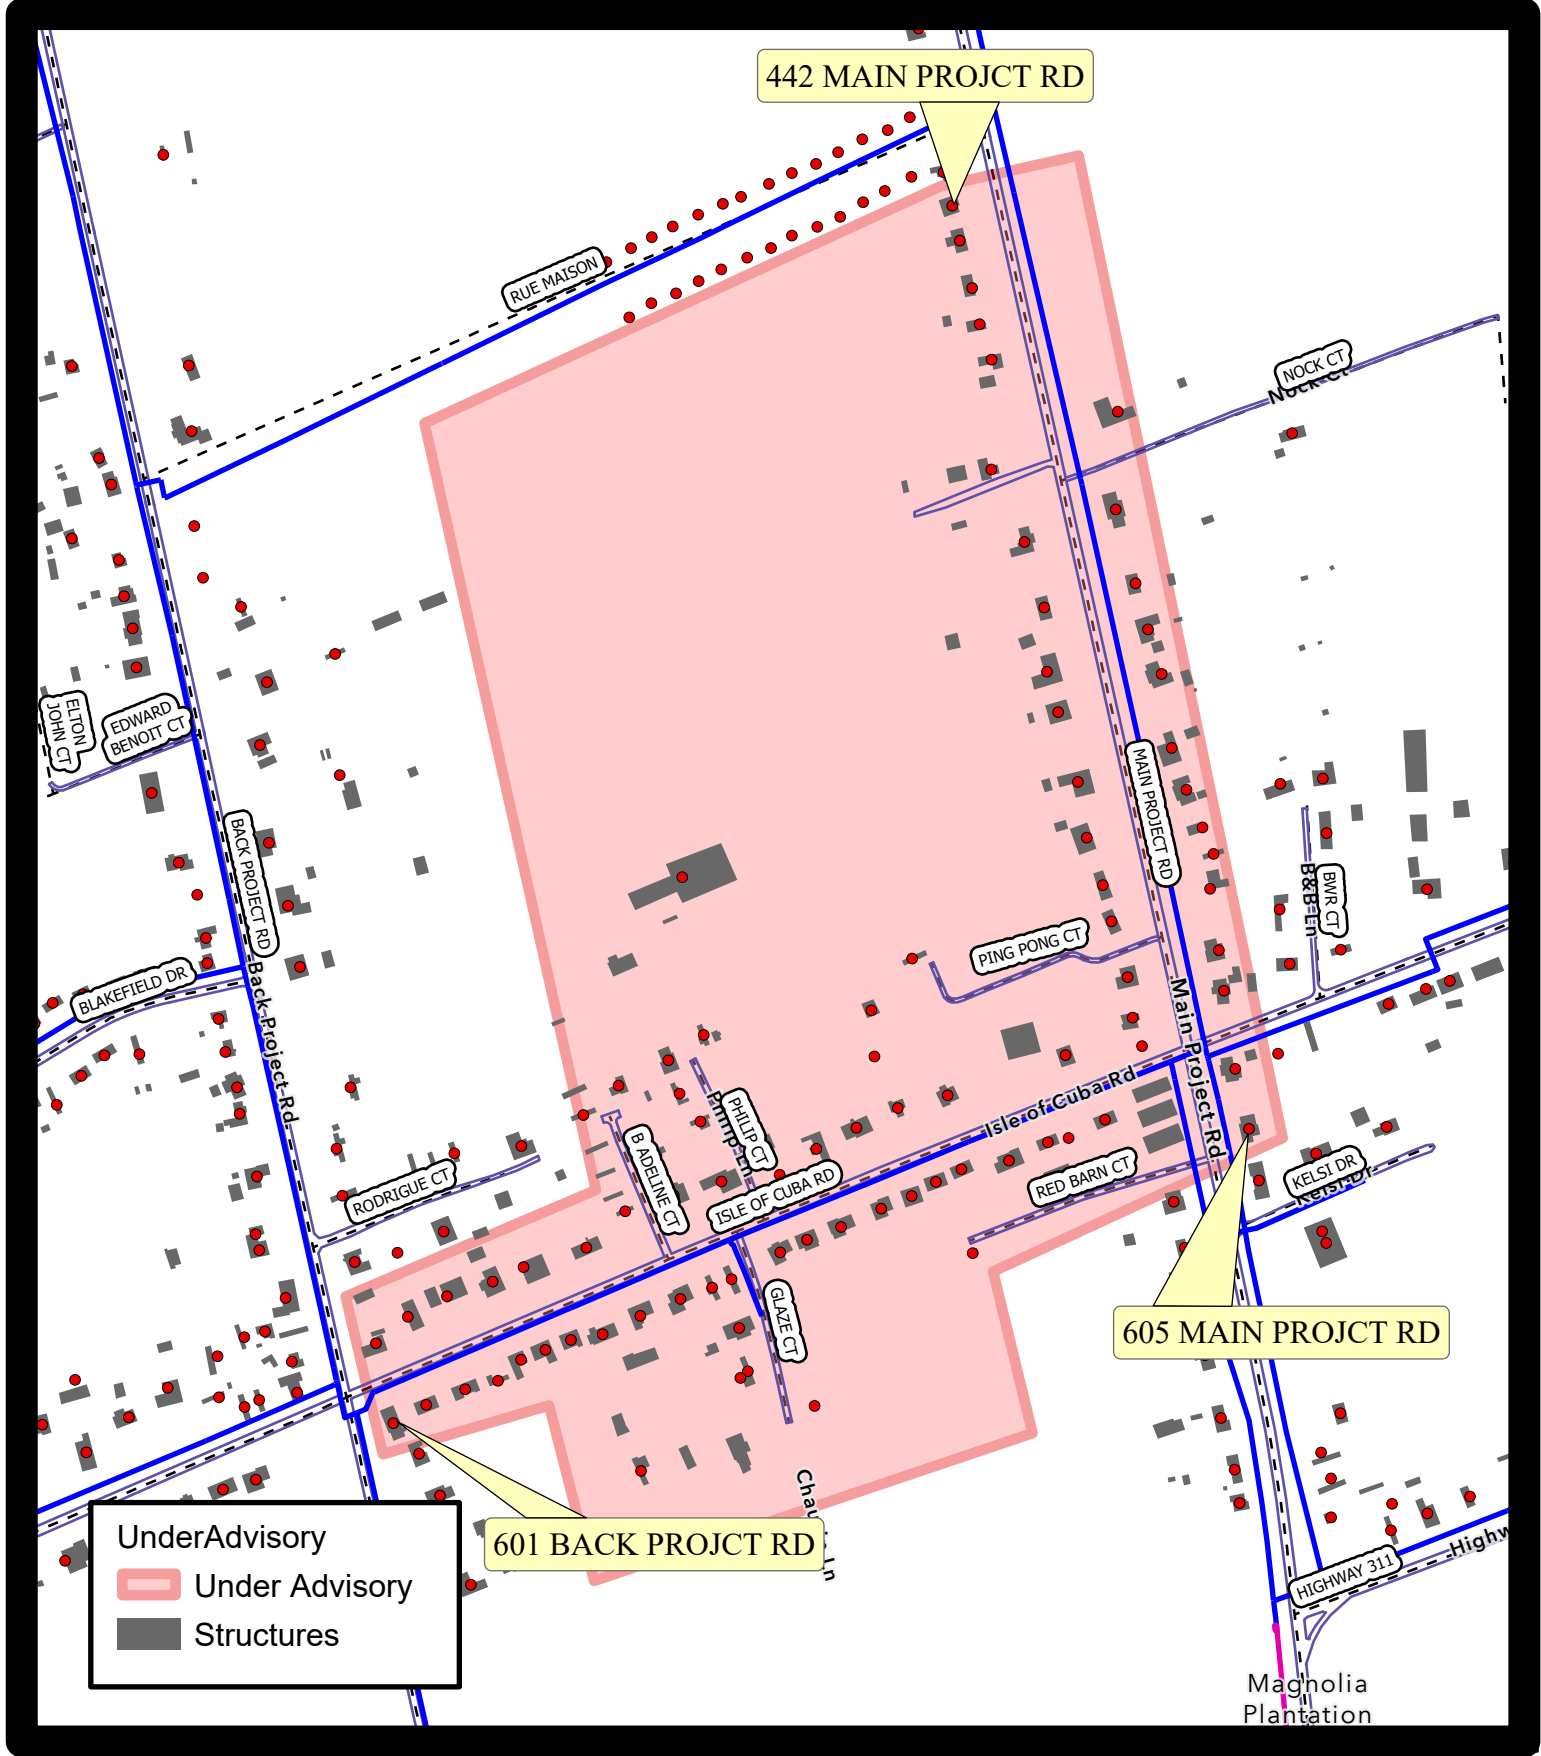 442 MAIN PROJCT RD
RUE MAISON
NOCK CT
Nock Ct
ELTON
JOHN CT
EDWARD
BENOIT CT
MAIN PROJECT RD
BACK PROJECT RD
B&B Ln
BWR CT
PING PONG CT
BLAKEFIELD DR
Back Project Rd
Main Project Rd
Isle of Cuba Rd
PHILIP CT
B ADELINE CT
RODRIGUE CT
ISLE OF CUBA RD
RED BARN CT
KELSI DR
Kelsi Dr
GLAZE CT
605 MAIN PROJCT RD
601 BACK PROJCT RD
HIGHWAY 311
UnderAdvisory
Under Advisory
Structures
Magnolia
Plantation